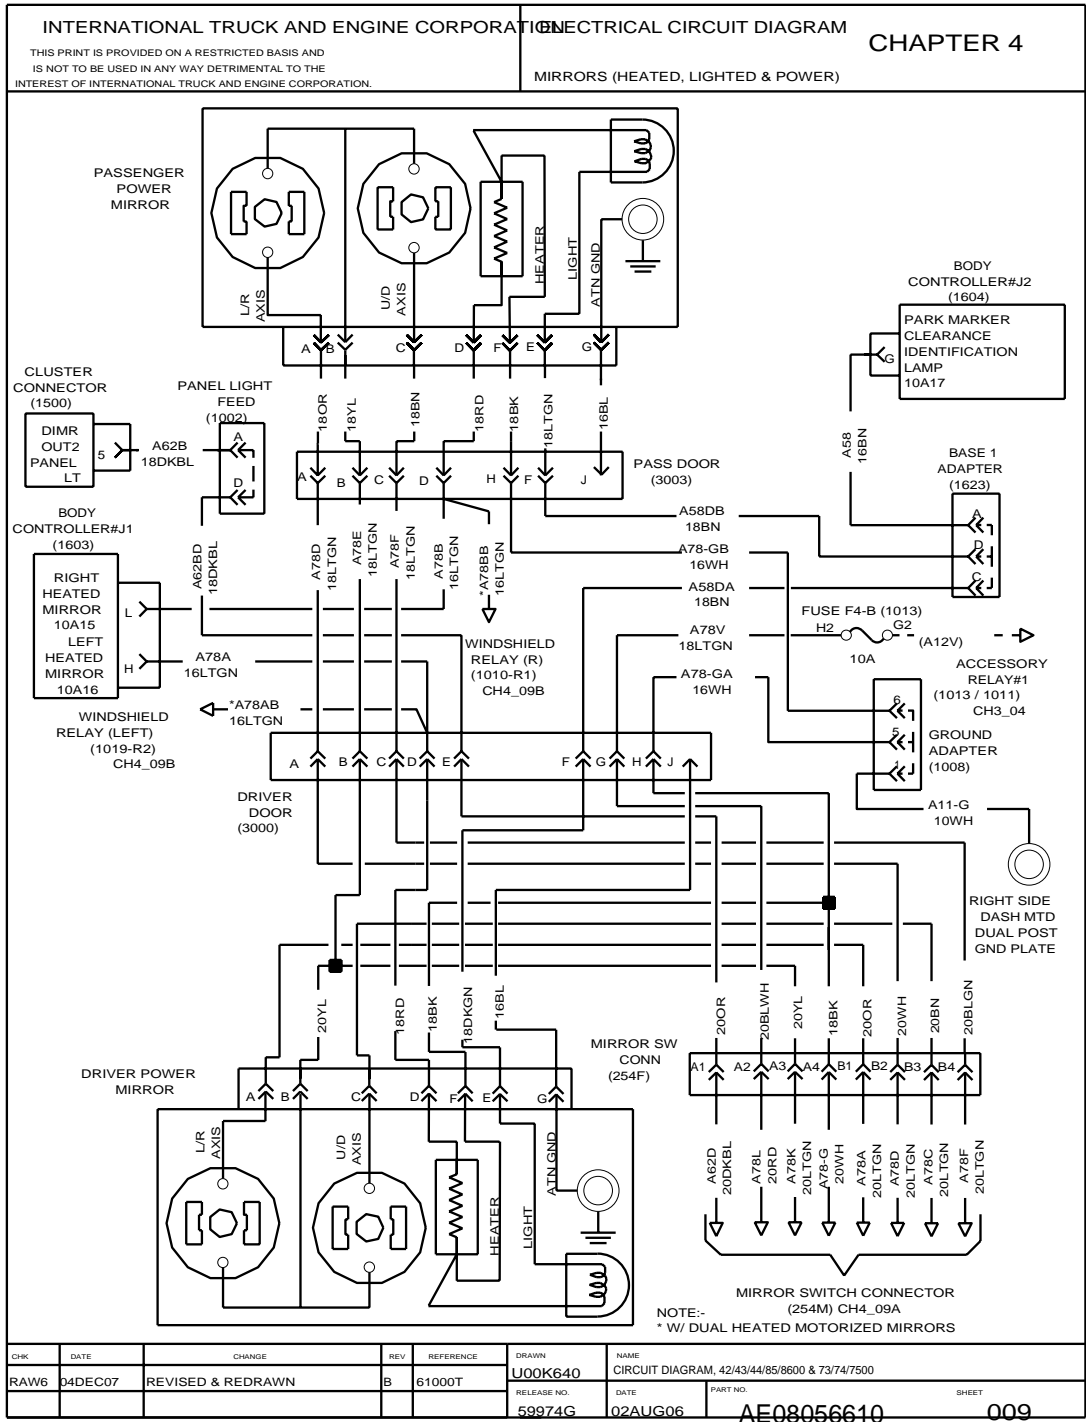 INTERNATIONAL TRUCK AND ENGINE CORPORATION
ELECTRICAL CIRCUIT DIAGRAM
CHAPTER 4
THIS PRINT IS PROVIDED ON A RESTRICTED BASIS AND
IS NOT TO BE USED IN ANY WAY DETRIMENTAL TO THE
INTEREST OF INTERNATIONAL TRUCK AND ENGINE CORPORATION.
MIRRORS (HEATED, LIGHTED & POWER)
PASSENGER
POWER
MIRROR
L/R
AXIS
U/D
AXIS
HEATER
LIGHT
ATN GND
A B C D F E G
18OR
18YL
18BN
18RD
18BK
18LTGN
16BL
BODY
CONTROLLER#J2
(1604)
PARK MARKER
CLEARANCE
IDENTIFICATION
LAMP
10A17
G
A58
16BN
CLUSTER
CONNECTOR
(1500)
DIMR
OUT2
PANEL
LT
5
A62B
18DKBL
PANEL LIGHT
FEED
(1002)
A
D
A B C D H F J
PASS DOOR
(3003)
BASE 1
ADAPTER
(1623)
A
D
C
BODY
CONTROLLER#J1
(1603)
RIGHT
HEATED
MIRROR
10A15
LEFT
HEATED
MIRROR
10A16
L
H
A62BD
18DKBL
A78D
18LTGN
A78E
18LTGN
A78F
18LTGN
A78B
16LTGN
*A78BB
16LTGN
A58DB
18BN
A78-GB
16WH
A58DA
18BN
A78V
18LTGN
A78-GA
16WH
FUSE F4-B (1013)
H2
G2
10A
(A12V)
ACCESSORY
RELAY#1
(1013 / 1011)
CH3_04
WINDSHIELD
RELAY (R)
(1010-R1)
CH4_09B
A78A
16LTGN
*A78AB
16LTGN
WINDSHIELD
RELAY (LEFT)
(1019-R2)
CH4_09B
6
5
1
GROUND
ADAPTER
(1008)
A B C D E F G H J
DRIVER
DOOR
(3000)
A11-G
10WH
RIGHT SIDE
DASH MTD
DUAL POST
GND PLATE
20YL
18RD
18BK
18DKGN
16BL
20OR
20BLWH
20YL
18BK
20OR
20WH
20BN
20BLGN
MIRROR SW
CONN
(254F)
A1 A2 A3 A4 B1 B2 B3 B4
DRIVER POWER
MIRROR
A B C D F E G
L/R
AXIS
U/D
AXIS
HEATER
LIGHT
ATN GND
A62D
20DKBL
A78L
20RD
A78K
20LTGN
A78-G
20WH
A78A
20LTGN
A78D
20LTGN
A78C
20LTGN
A78F
20LTGN
MIRROR SWITCH CONNECTOR
(254M) CH4_09A
NOTE:-
* W/ DUAL HEATED MOTORIZED MIRRORS
CHK DATE CHANGE REV REFERENCE
RAW6 04DEC07 REVISED & REDRAWN B 61000T
DRAWN
U00K640
NAME
CIRCUIT DIAGRAM, 42/43/44/85/8600 & 73/74/7500
RELEASE NO.
59974G
DATE
02AUG06
PART NO.
AE08056610
SHEET
009